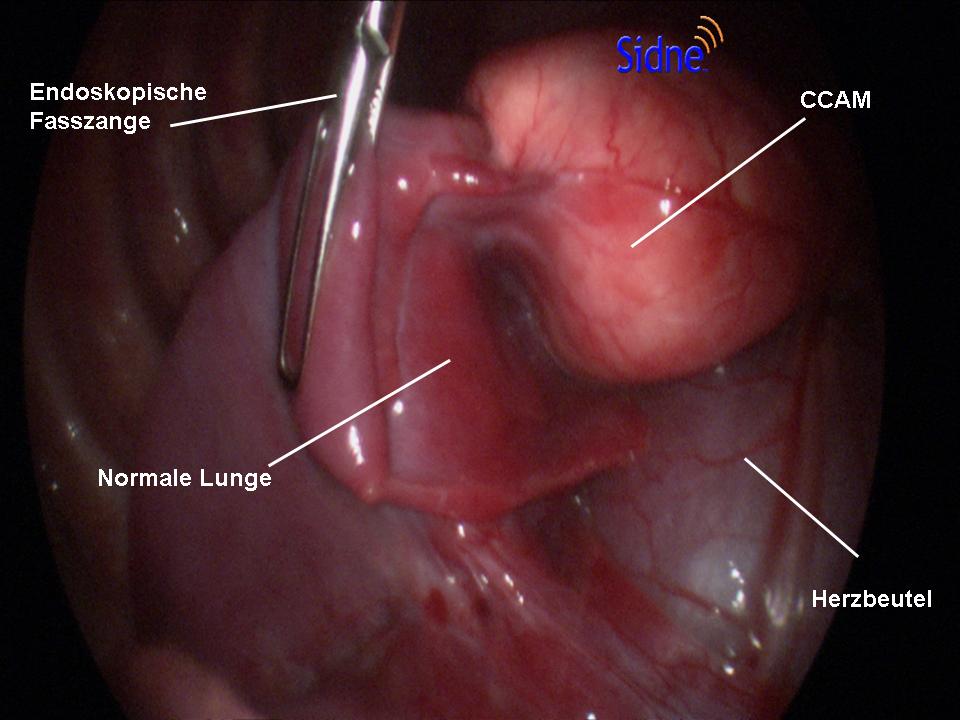 Sidne
Endoskopische
Fasszange
CCAM
Normale Lunge
Herzbeutel